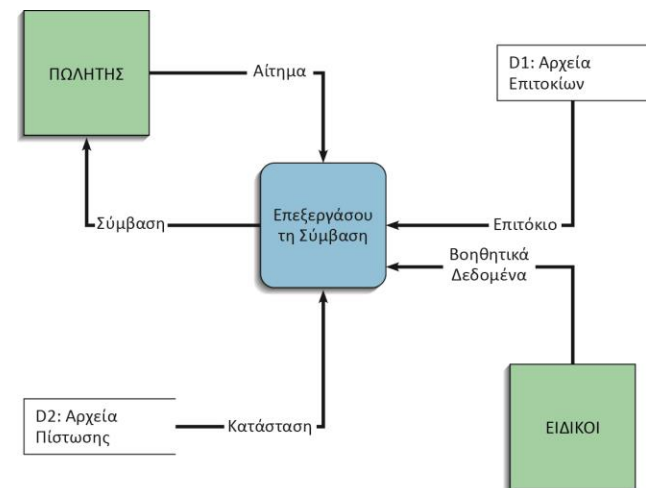 ΠΩΛΗΤΗΣ
Αίτημα
D1: Αρχεία
Επιτοκίων
Επεξεργάσου
τη Σύμβαση
Σύμβαση
Επιτόκιο
Βοηθητικά
Δεδομένα
D2: Αρχεία
Πίστωσης
Κατάσταση
ΕΙΔΙΚΟΙ